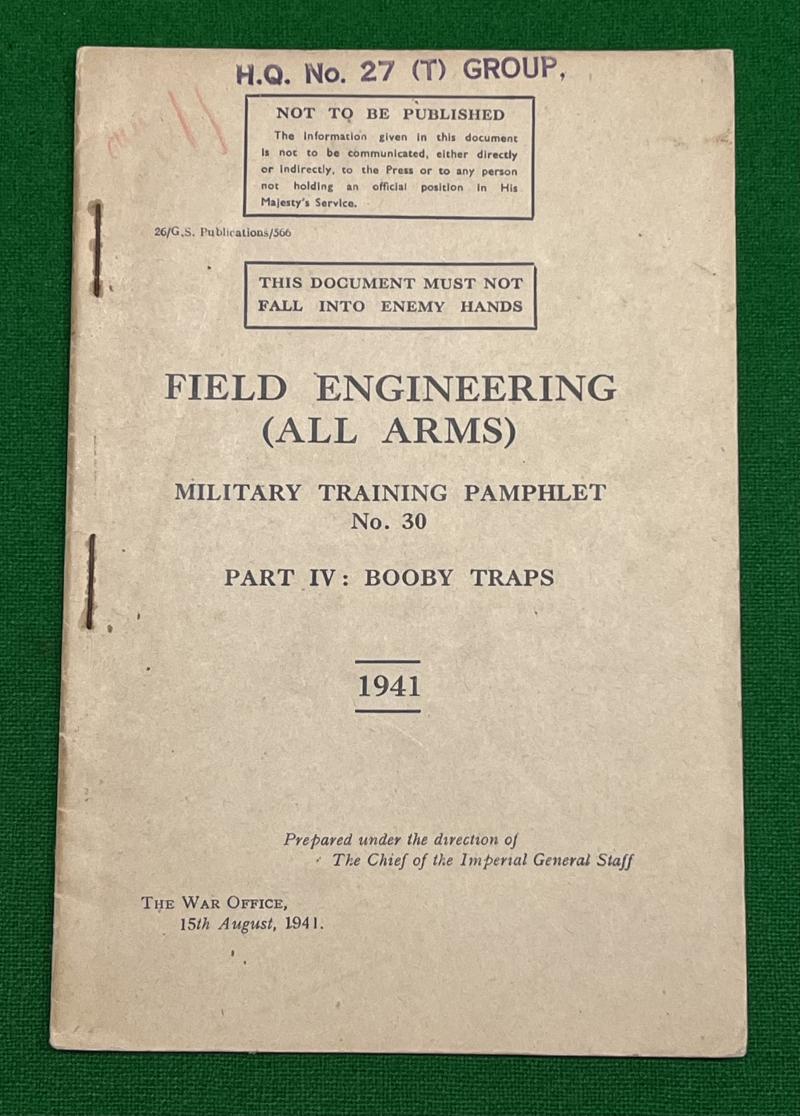 H.Q. No. 27 (T) GROUP,
NOT TO BE PUBLISHED
The information given in this document
is not to be communicated, either directly
or indirectly, to the Press or to any person
not holding an official position in His
Majesty's Service.
26/G.S. Publications/566
THIS DOCUMENT MUST NOT
FALL INTO ENEMY HANDS
FIELD ENGINEERING
(ALL ARMS)
MILITARY TRAINING PAMPHLET
No. 30
PART IV: BOOBY TRAPS
1941
Prepared under the direction of
The Chief of the Imperial General Staff
THE WAR OFFICE,
15th August, 1941.